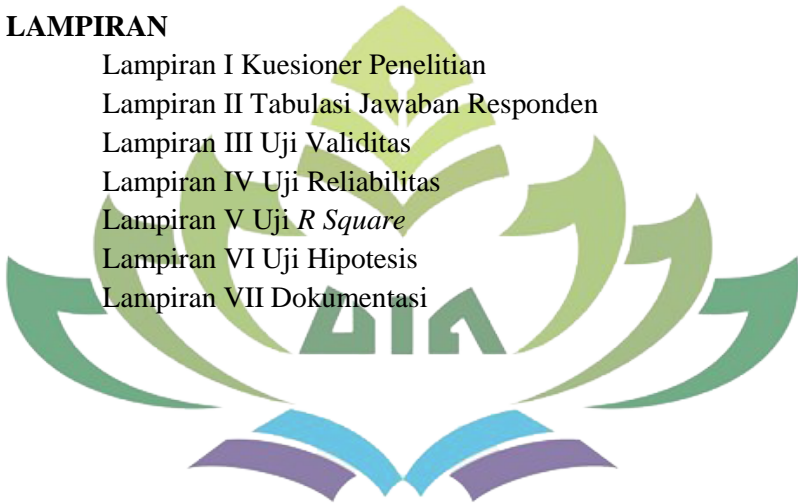 LAMPIRAN
Lampiran I Kuesioner Penelitian
Lampiran II Tabulasi Jawaban Responden
Lampiran III Uji Validitas
Lampiran IV Uji Reliabilitas
Lampiran V Uji R Square
Lampiran VI Uji Hipotesis
Lampiran VII Dokumentasi